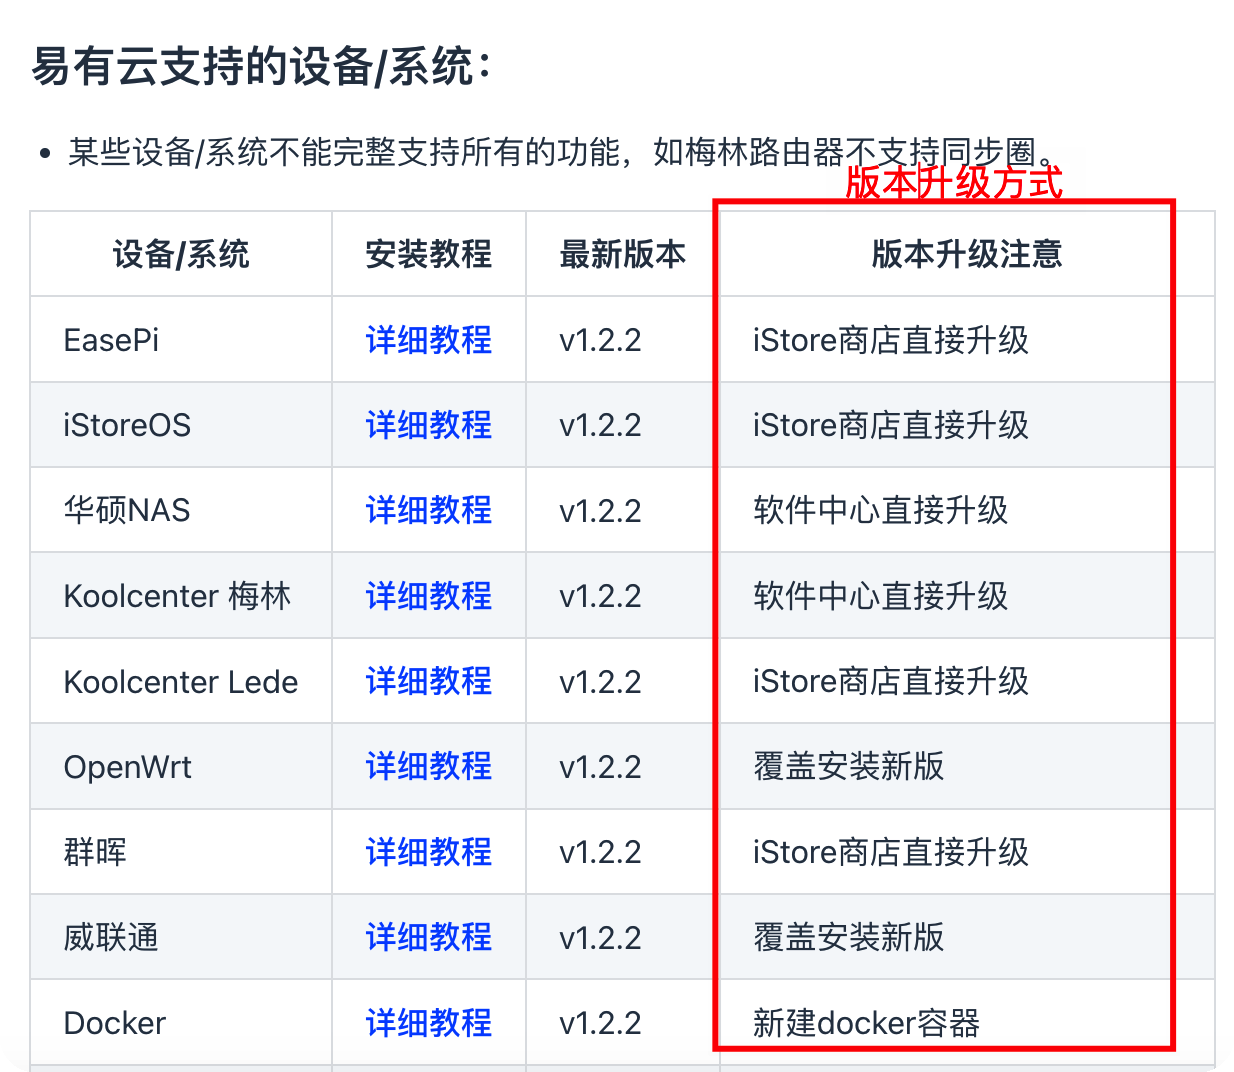 易有云支持的设备/系统：
某些设备/系统不能完整支持所有的功能，如梅林路由器不支持同步圈。
版本升级方式
设备/系统 安装教程 最新版本 版本升级注意
EasePi 详细教程 v1.2.2 iStore商店直接升级
iStoreOS 详细教程 v1.2.2 iStore商店直接升级
华硕NAS 详细教程 v1.2.2 软件中心直接升级
Koolcenter 梅林 详细教程 v1.2.2 软件中心直接升级
Koolcenter Lede 详细教程 v1.2.2 iStore商店直接升级
OpenWrt 详细教程 v1.2.2 覆盖安装新版
群晖 详细教程 v1.2.2 iStore商店直接升级
威联通 详细教程 v1.2.2 覆盖安装新版
Docker 详细教程 v1.2.2 新建docker容器